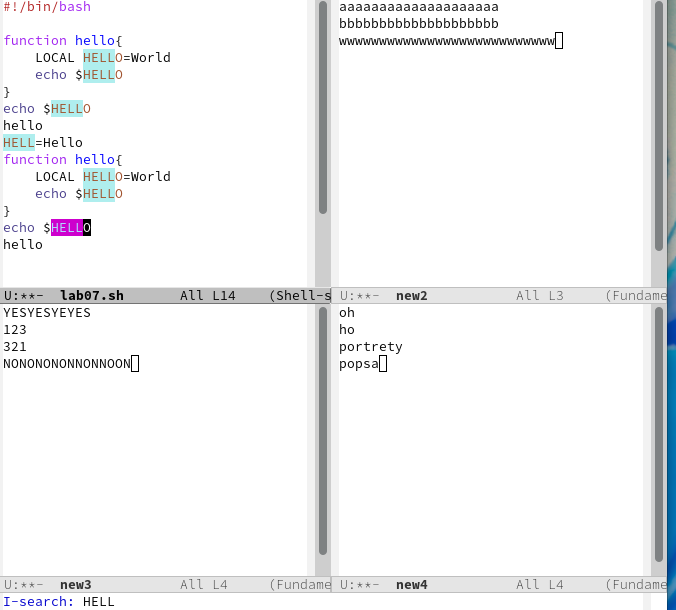 #!/bin/bash
function hello{
    LOCAL HELLO=World
    echo $HELLO
}
echo $HELLO
hello
HELL=Hello
function hello{
    LOCAL HELLO=World
    echo $HELLO
}
echo $HELLO
hello
U:**-  lab07.sh       All L14    (Shell-s
aaaaaaaaaaaaaaaaaaaa
bbbbbbbbbbbbbbbbbbbb
wwwwwwwwwwwwwwwwwwwwwwwwwww
U:**-  new2           All L3     (Fundame
YESYESYEYES
123
321
NONONONONNONNOON
U:**-  new3           All L4     (Fundame
oh
ho
portrety
popsa
U:**-  new4           All L4     (Fundame
I-search: HELL